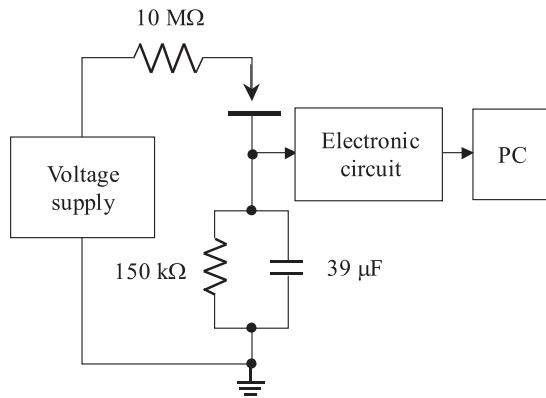 10 MΩ
Voltage
supply
Electronic
circuit
PC
150 kΩ
39 μF